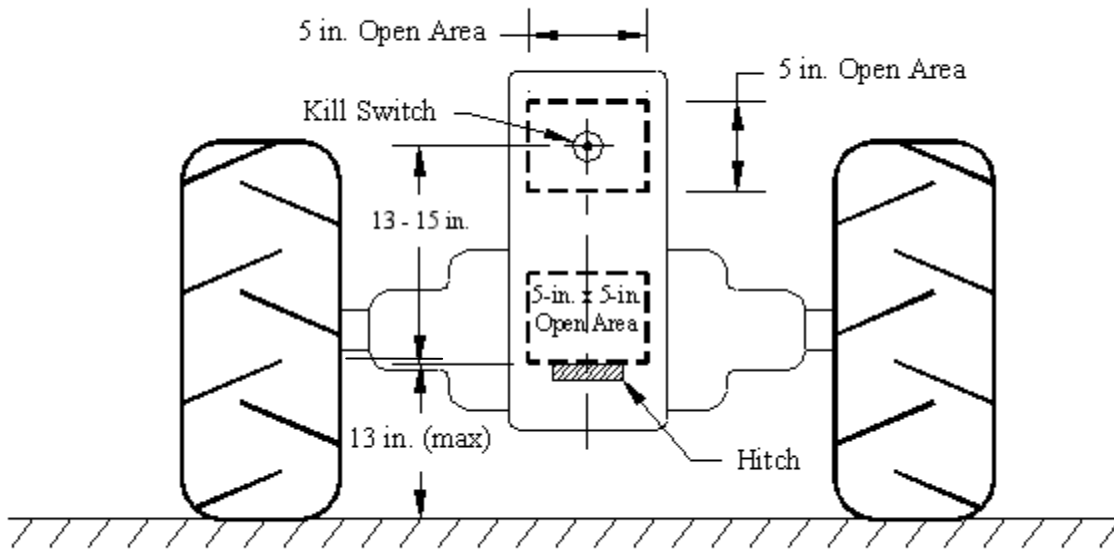 5 in. Open Area
5 in. Open Area
Kill Switch
13 - 15 in.
5-in. x 5-in
Open Area
13 in. (max)
Hitch